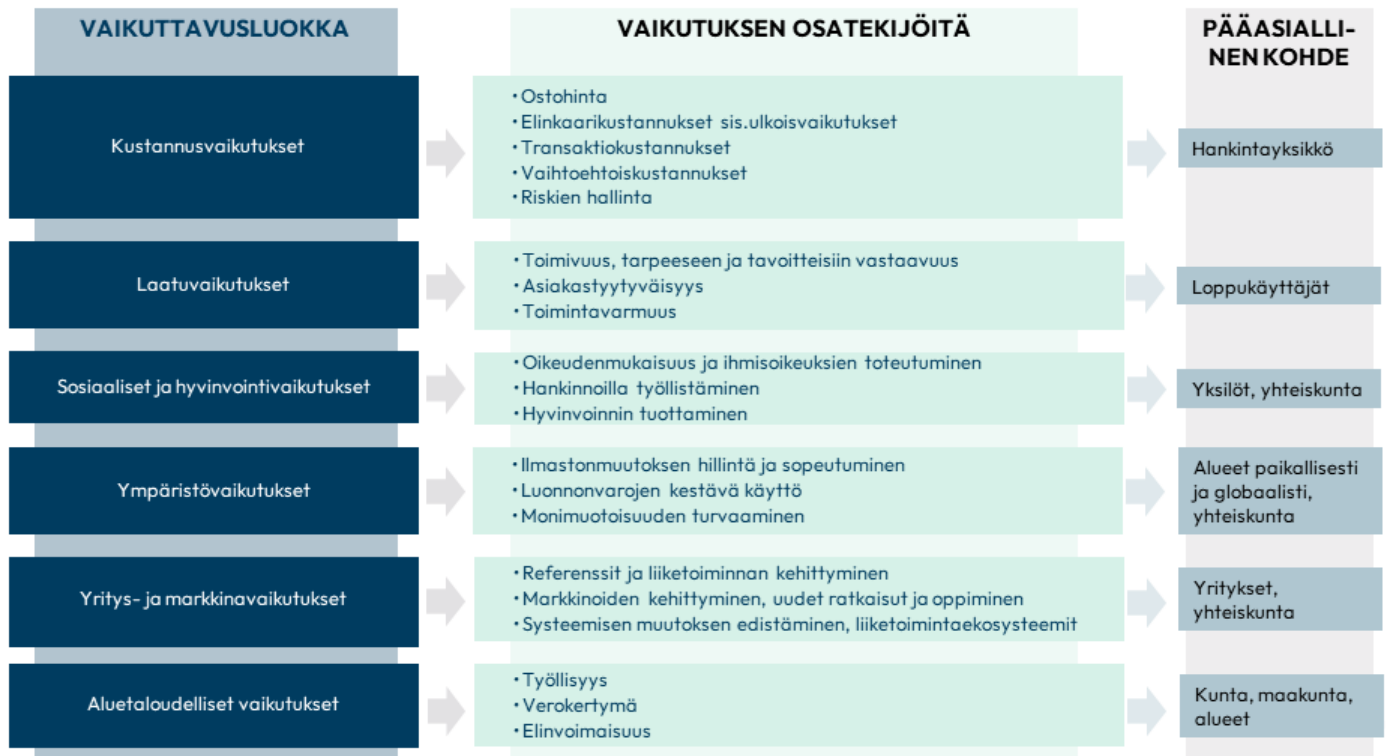 VAIKUTTAVUSLUOKKA
VAIKUTUKSEN OSATEKIJÖITÄ
PÄÄASIALLI-
NEN KOHDE
Kustannusvaikutukset
• Ostohinta
• Elinkaarikustannukset sis.ulkoisvaikutukset
• Transaktiokustannukset
• Vaihtoehtoiskustannukset
• Riskien hallinta
Hankintayksikkö
Laatuvaikutukset
• Toimivuus, tarpeeseen ja tavoitteisiin vastaavuus
• Asiakastyytyväisyys
• Toimintavarmuus
Loppukäyttäjät
Sosiaaliset ja hyvinvointivaikutukset
• Oikeudenmukaisuus ja ihmisoikeuksien toteutuminen
• Hankinnoilla työllistäminen
• Hyvinvoinnin tuottaminen
Yksilöt, yhteiskunta
Ympäristövaikutukset
• Ilmastonmuutoksen hillintä ja sopeutuminen
• Luonnonvarojen kestävä käyttö
• Monimuotoisuuden turvaaminen
Alueet paikallisesti
ja globaalisti,
yhteiskunta
Yritys- ja markkinavaikutukset
• Referenssit ja liiketoiminnan kehittyminen
• Markkinoiden kehittyminen, uudet ratkaisut ja oppiminen
• Systeemisen muutoksen edistäminen, liiketoimintaekosysteemit
Yritykset,
yhteiskunta
Aluetaloudelliset vaikutukset
• Työllisyys
• Verokertymä
• Elinvoimaisuus
Kunta, maakunta,
alueet